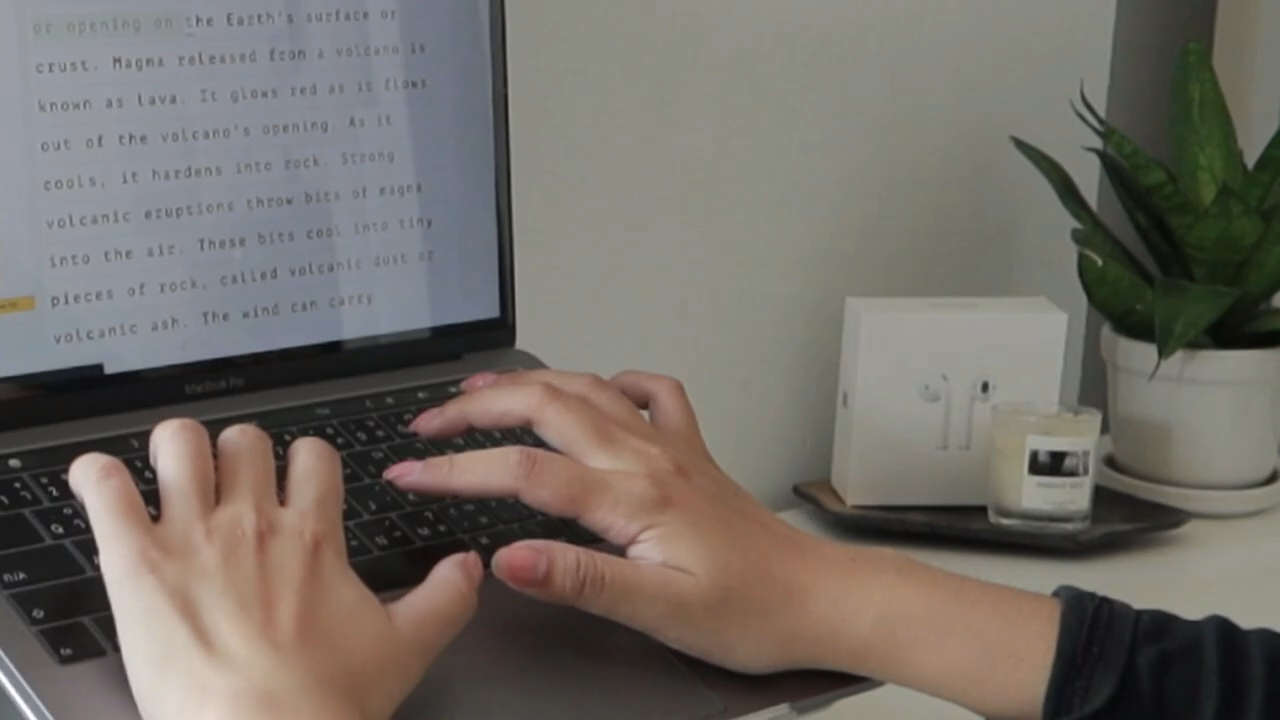 or opening on the Earth's surface or
crust. Magma released from a volcano is
known as lava. It glows red as it flows
out of the volcano's opening. As it
cools, it hardens into rock. Strong
volcanic eruptions throw bits of magma
into the air. These bits cool into tiny
pieces of rock, called volcanic dust or
volcanic ash. The wind can carry
MacBook Pro